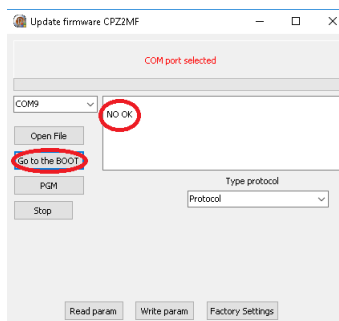 Update firmware CPZ2MF
COM port selected
COM9
NO OK
Open File
Go to the BOOT
PGM
Type protocol
Protocol
Stop
Read param Write param Factory Settings